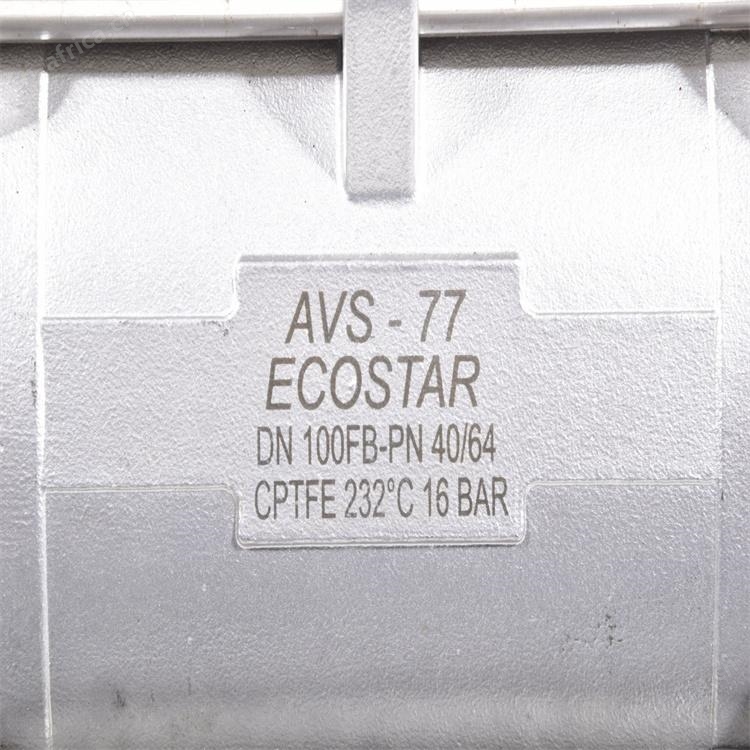 AVS - 77
ECOSTAR
DN 100FB-PN 40/64
CPTFE 232°C 16 BAR